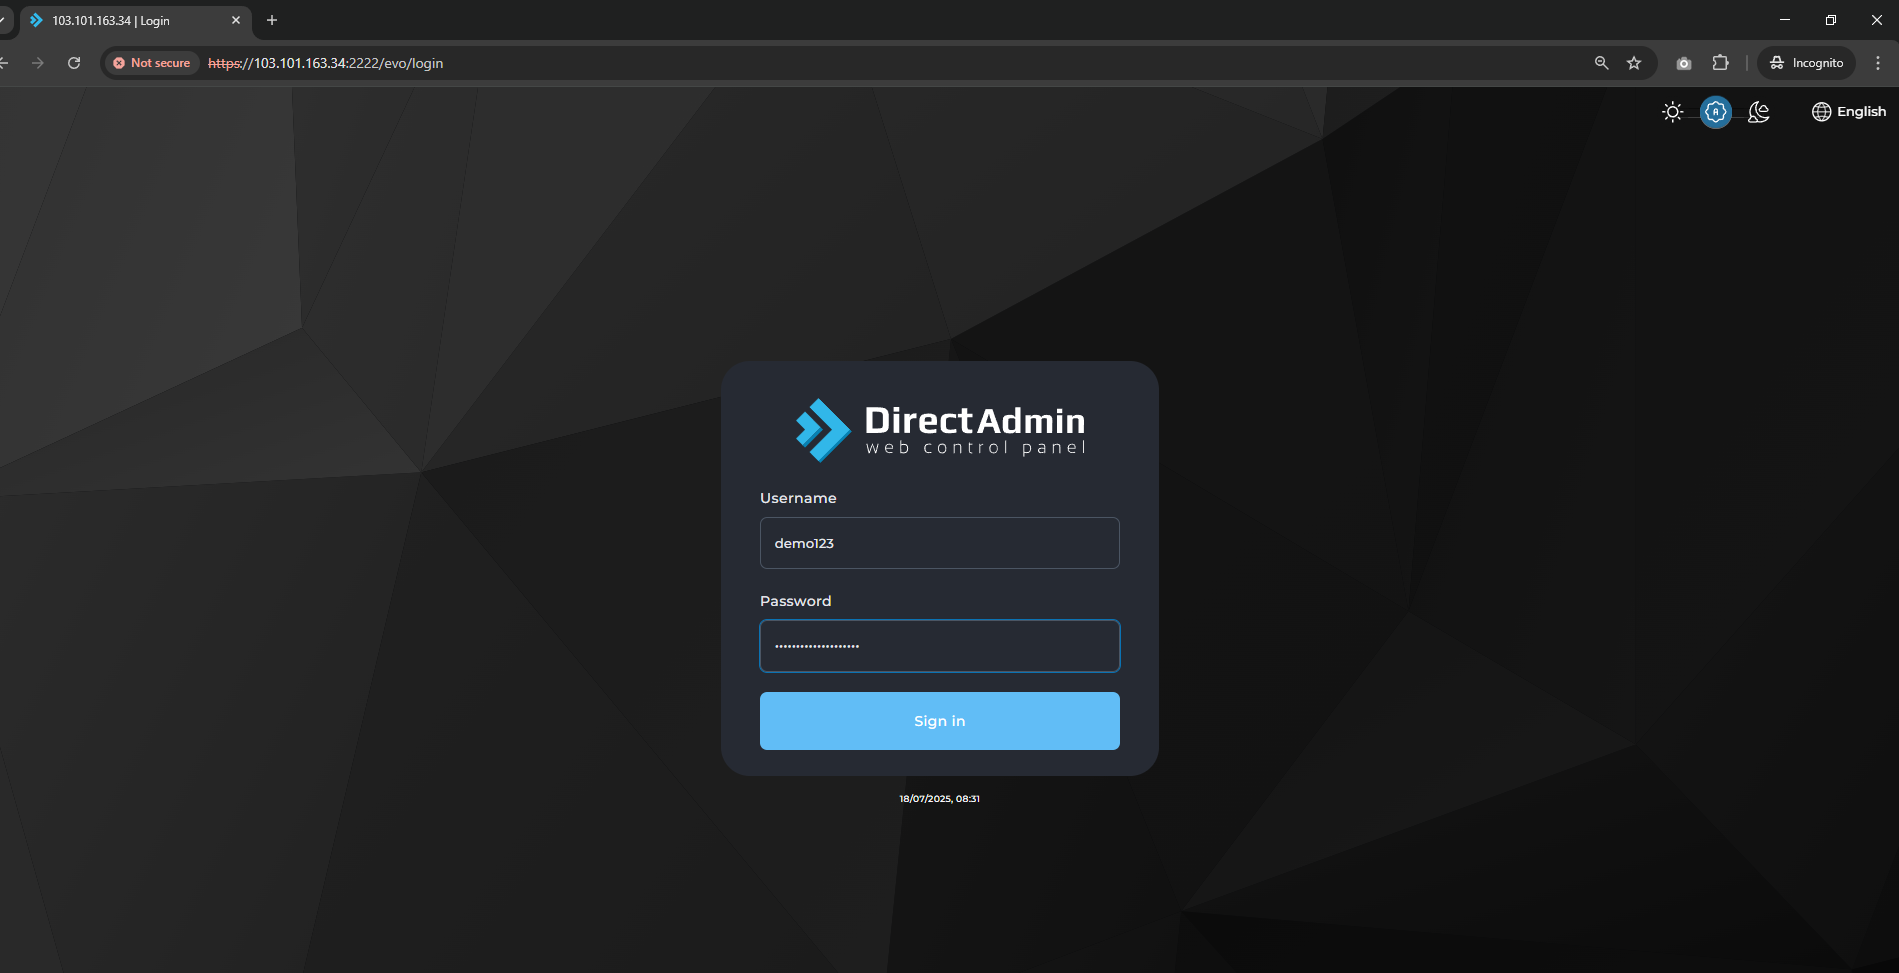 103.101.163.34 | Login
Not secure
https://103.101.163.34:2222/evo/login
Incognito
English
DirectAdmin
web control panel
Username
demo123
Password
••••••••••••••••••••
Sign in
18/07/2025, 08:31